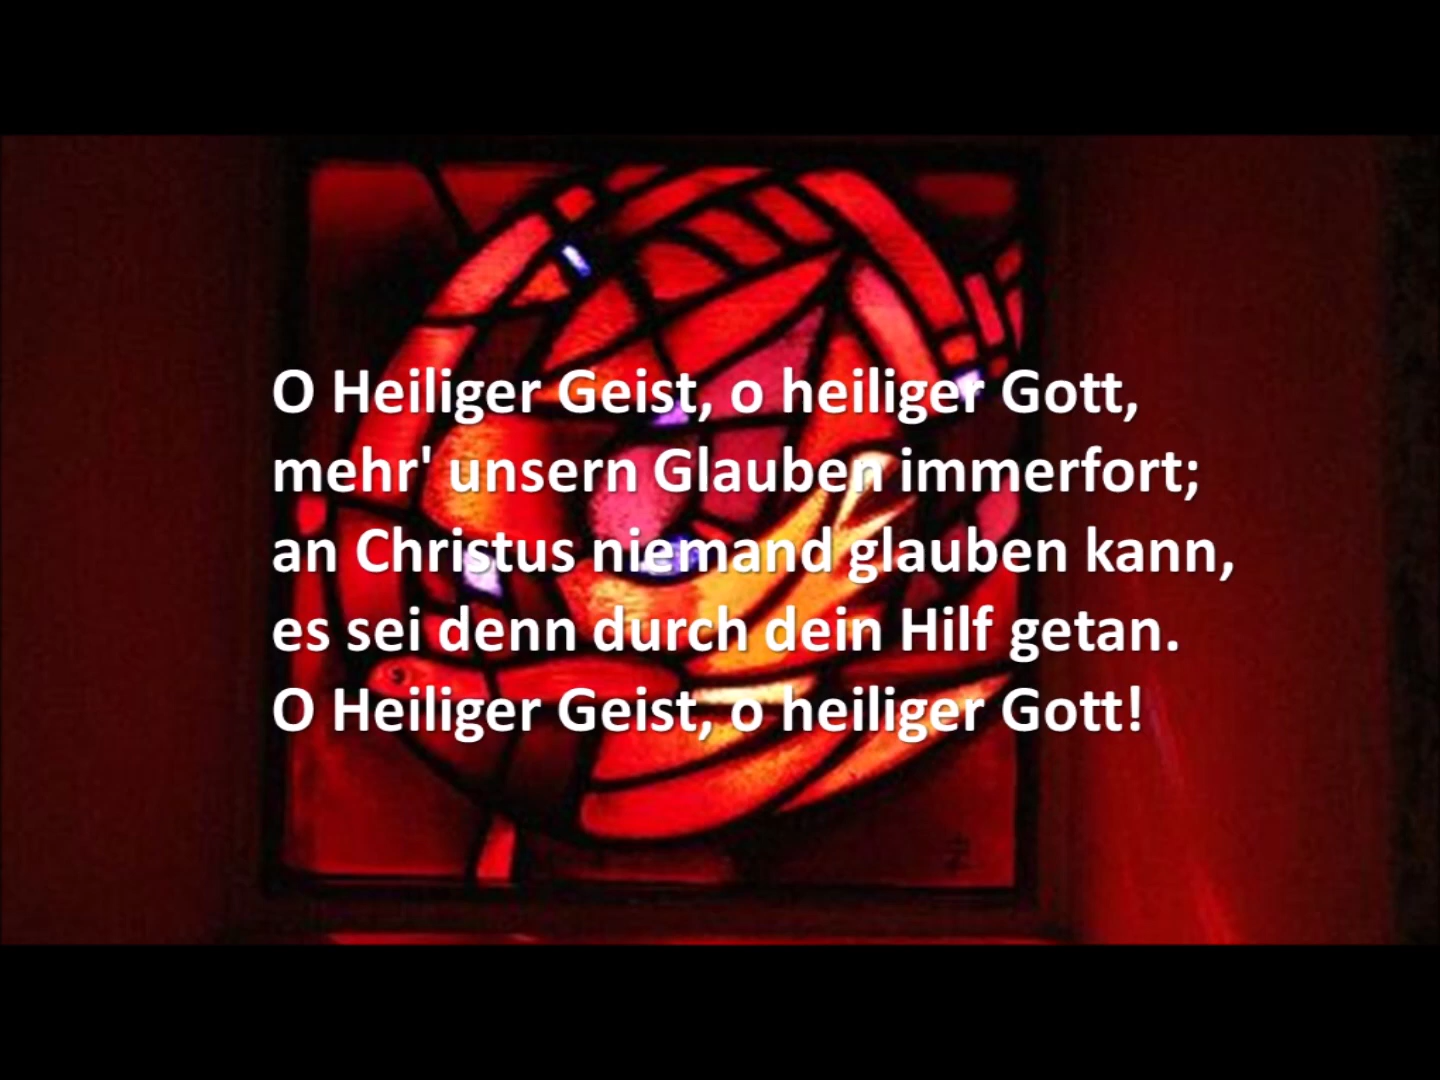 O Heiliger Geist, o heiliger Gott,
mehr' unsern Glauben immerfort;
an Christus niemand glauben kann,
es sei denn durch dein Hilf getan.
O Heiliger Geist, o heiliger Gott!